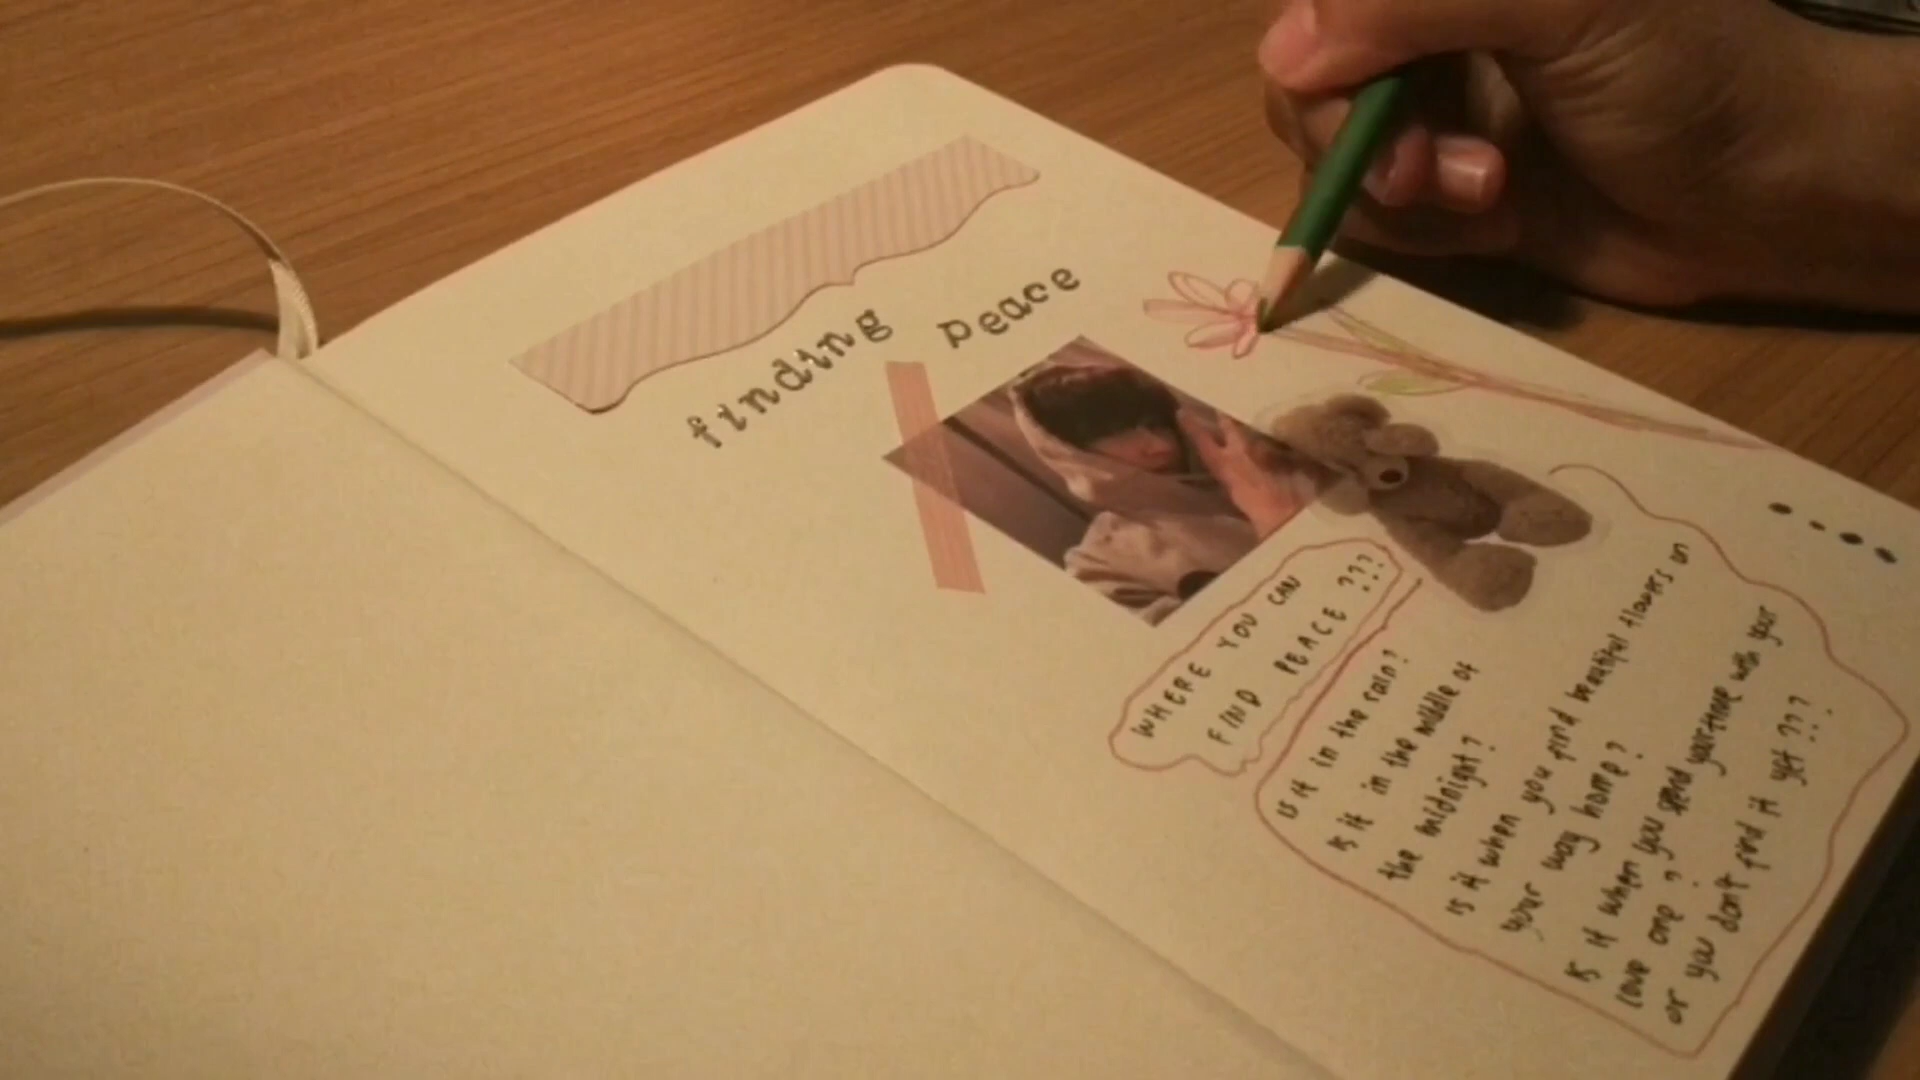 finding peace
WHERE YOU CAN
FIND PEACE ???
is it in the rain?
is it in the middle of
the midnight?
is it when you find beautiful flowers on
your way home?
is it when you spend your time with your
love one?
or you don't find it yet ???